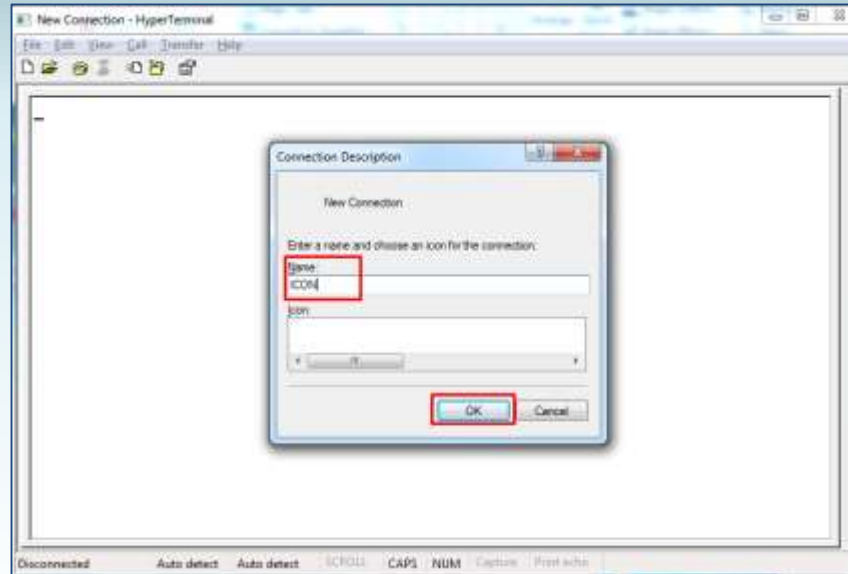 New Connection - HyperTerminal
File Edit View Call Transfer Help
Connection Description
New Connection
Enter a name and choose an icon for the connection:
Name:
ICON
Icon:
OK Cancel
Disconnected Auto detect Auto detect SCROLL CAPS NUM Capture Print echo